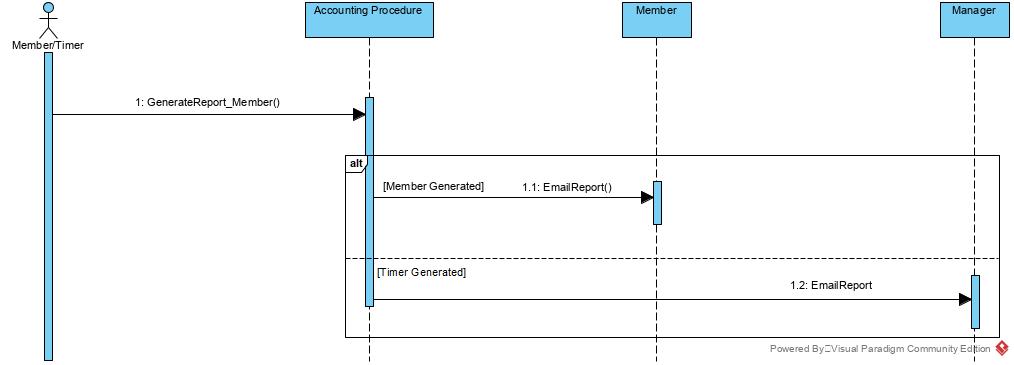 Accounting Procedure
Member
Manager
Member/Timer
1: GenerateReport_Member()
alt
[Member Generated]
1.1: EmailReport()
[Timer Generated]
1.2: EmailReport
Powered By Visual Paradigm Community Edition